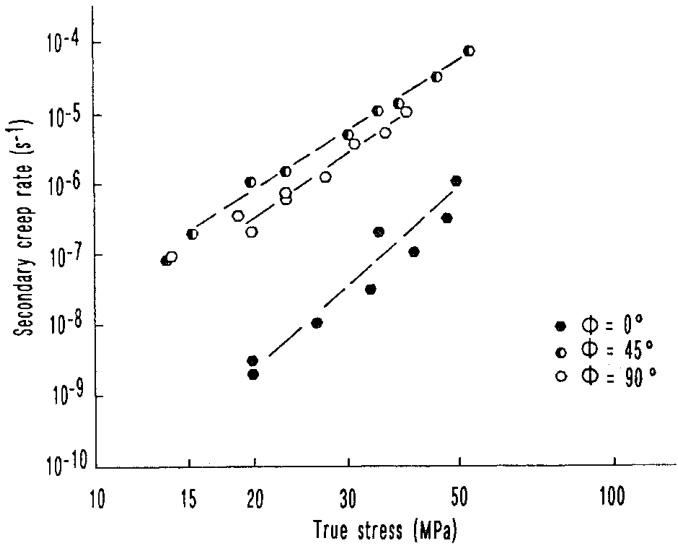 Secondary creep rate (s⁻¹)
10⁻⁴
10⁻⁵
10⁻⁶
10⁻⁷
10⁻⁸
10⁻⁹
10⁻¹⁰
Φ = 0°
Φ = 45°
Φ = 90°
10 15 20 30 50 100
True stress (MPa)